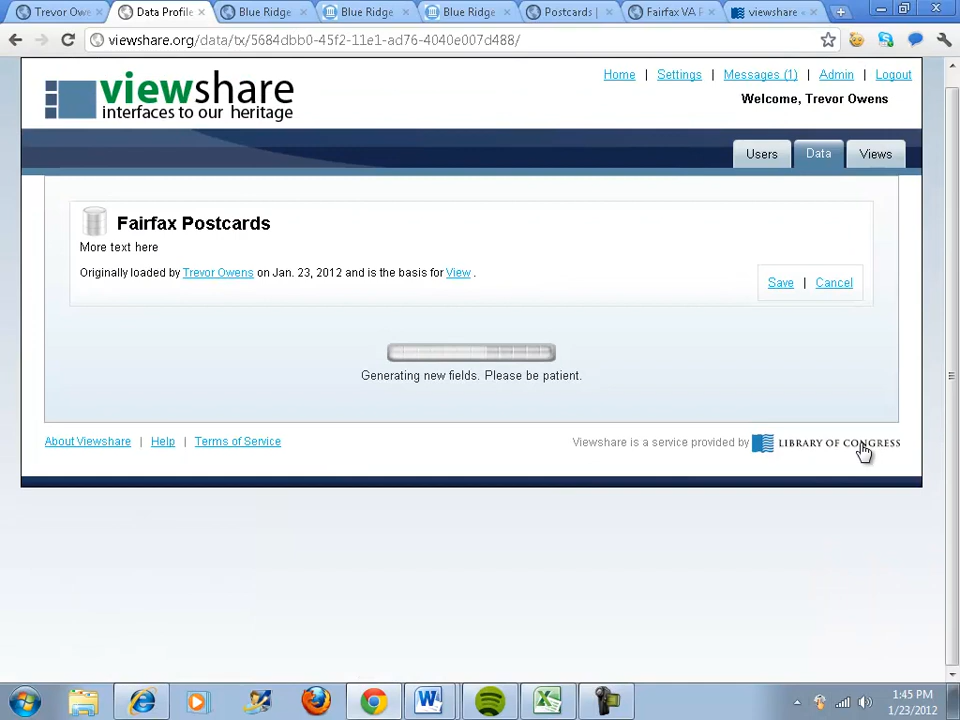 Trevor Owe
Data Profile
Blue Ridge
Blue Ridge
Blue Ridge
Postcards |
Fairfax VA P
viewshare «
viewshare.org/data/tx/5684dbb0-45f2-11e1-ad76-4040e007d488/
viewshare
interfaces to our heritage
Home | Settings | Messages (1) | Admin | Logout
Welcome, Trevor Owens
Users Data Views
Fairfax Postcards
More text here
Originally loaded by Trevor Owens on Jan. 23, 2012 and is the basis for View .
Save | Cancel
Generating new fields. Please be patient.
About Viewshare | Help | Terms of Service
Viewshare is a service provided by LIBRARY OF CONGRESS
1:45 PM
1/23/2012